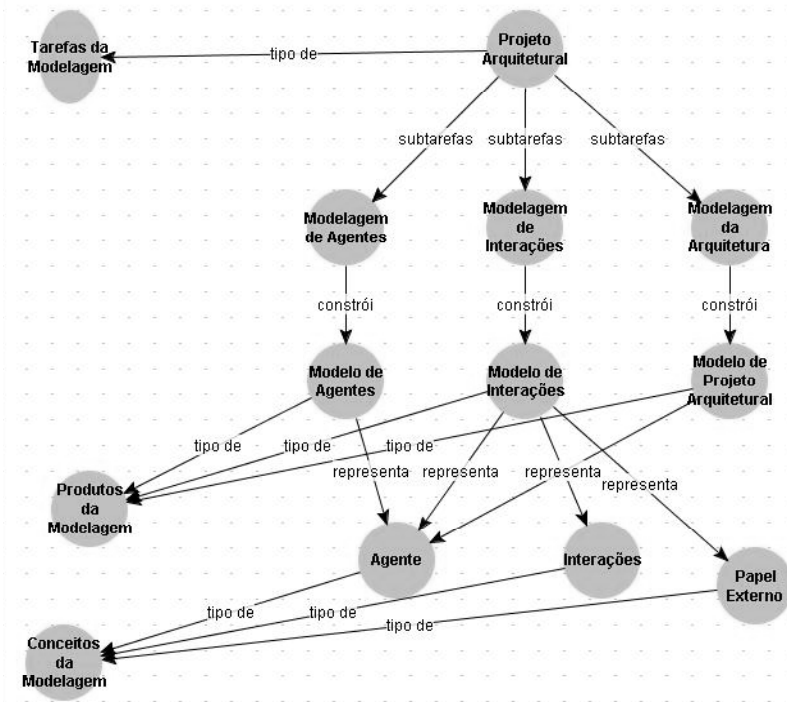 Tarefas da
Modelagem
tipo de
Projeto
Arquitetural
subtarefas
subtarefas
subtarefas
Modelagem
de Agentes
Modelagem
de
Interações
Modelagem
da
Arquitetura
constrói
constrói
constrói
Modelo de
Agentes
Modelo de
Interações
Modelo de
Projeto
Arquitetural
tipo de
tipo de
tipo de
representa
representa
representa
representa
Produtos
da
Modelagem
Agente
Interações
Papel
Externo
tipo de
tipo de
tipo de
Conceitos
da
Modelagem